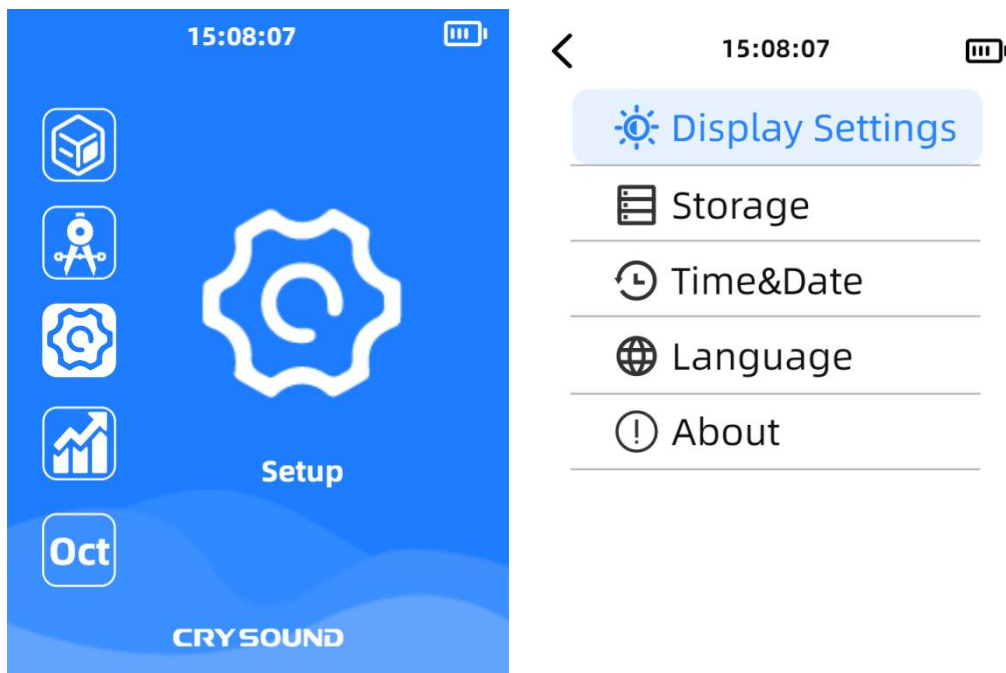 15:08:07
Setup
Oct
CRYSOUND
15:08:07
Display Settings
Storage
Time&Date
Language
About